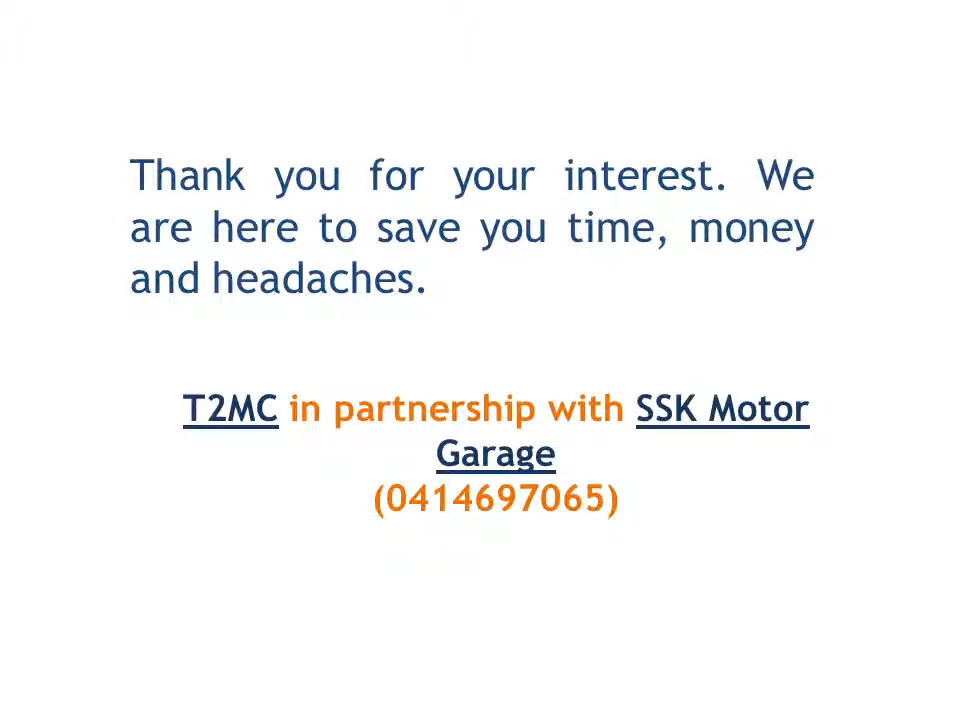 Thank you for your interest. We
are here to save you time, money
and headaches.
T2MC in partnership with SSK Motor
Garage
(0414697065)